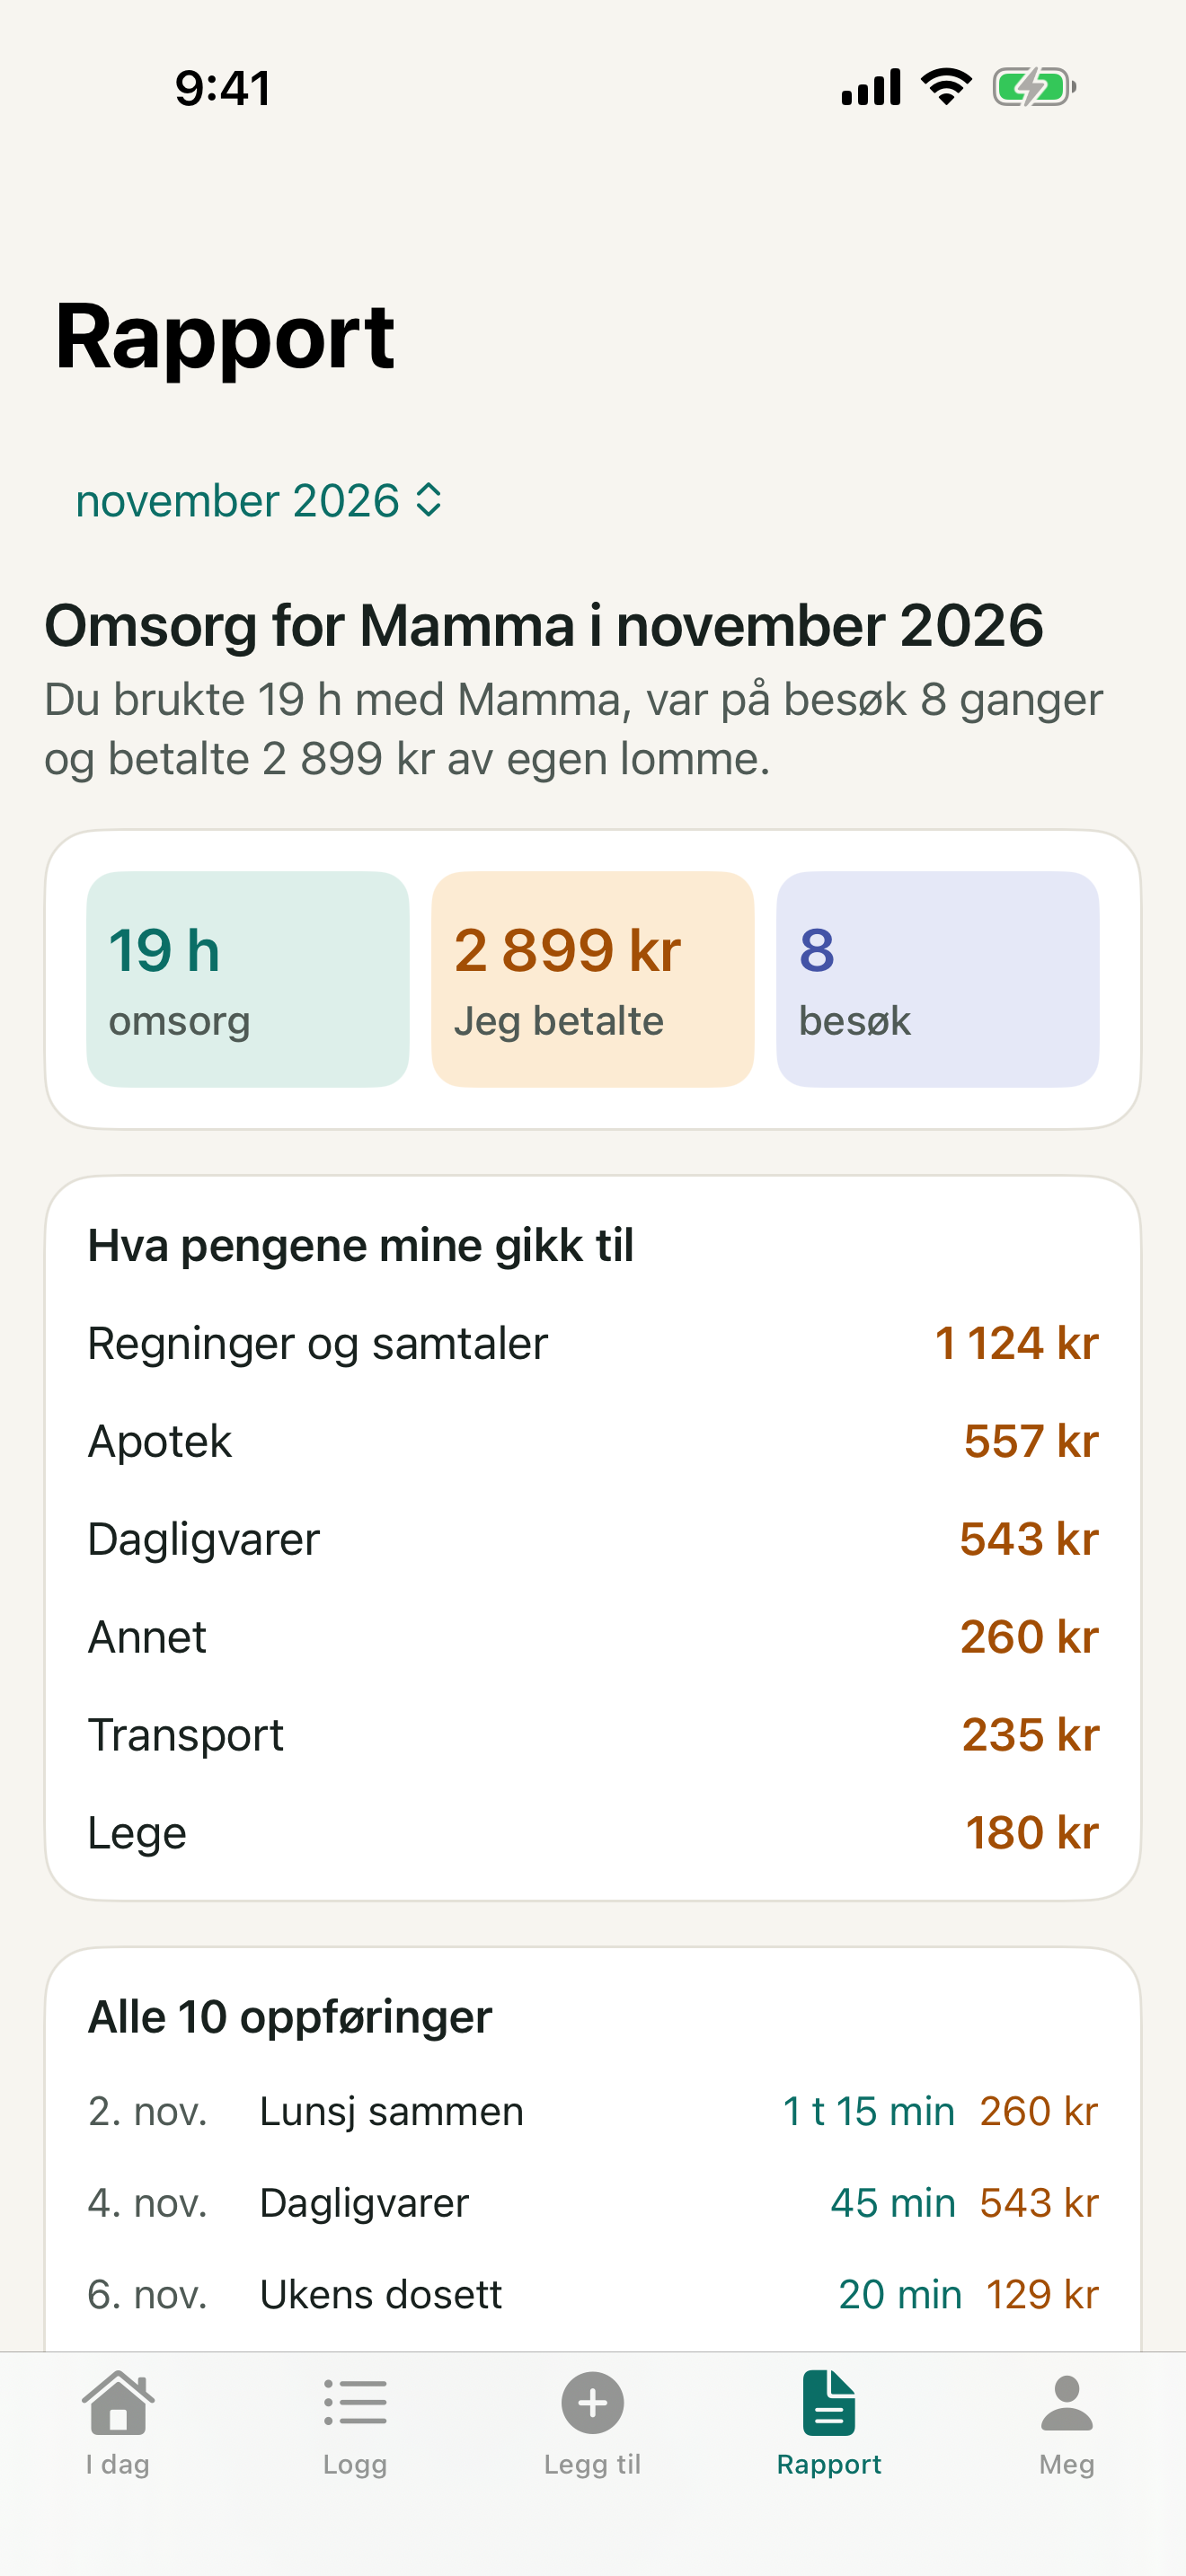 9:41
Rapport
november 2026
Omsorg for Mamma i november 2026
Du brukte 19 h med Mamma, var på besøk 8 ganger
og betalte 2 899 kr av egen lomme.
19 h
omsorg
2 899 kr
Jeg betalte
8
besøk
Hva pengene mine gikk til
Regninger og samtaler 1 124 kr
Apotek 557 kr
Dagligvarer 543 kr
Annet 260 kr
Transport 235 kr
Lege 180 kr
Alle 10 oppføringer
2. nov. Lunsj sammen 1 t 15 min 260 kr
4. nov. Dagligvarer 45 min 543 kr
6. nov. Ukens dosett 20 min 129 kr
I dag
Logg
Legg til
Rapport
Meg